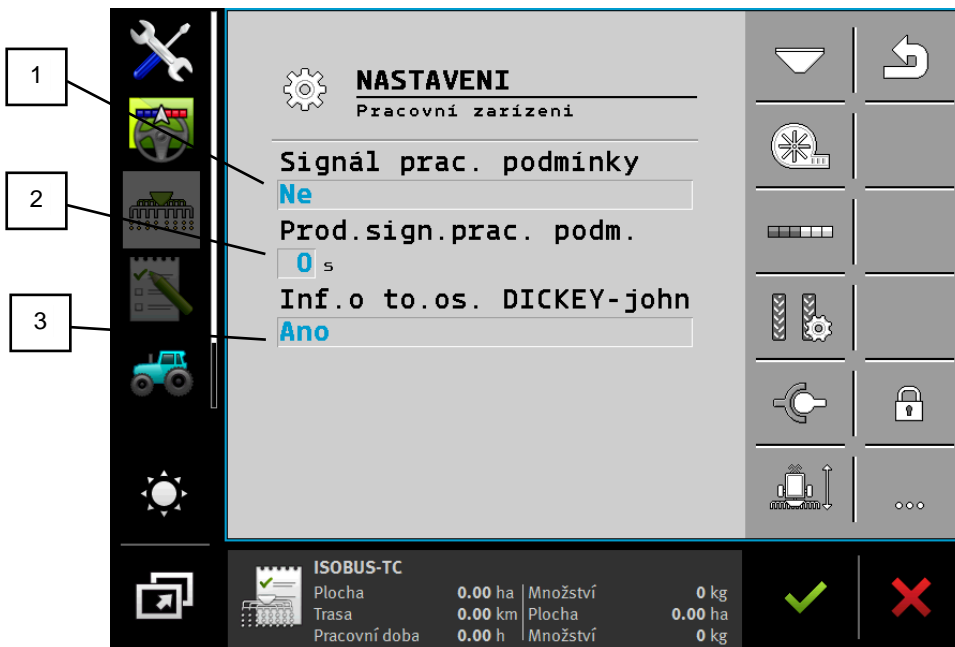 1
2
3
NASTAVENI
Pracovní zarízeni
Signál prac. podmínky
Ne
Prod.sign.prac. podm.
0 s
Inf.o to.os. DICKEY-john
Ano
ISOBUS-TC
Plocha 0.00 ha Množství 0 kg
Trasa 0.00 km Plocha 0.00 ha
Pracovní doba 0.00 h Množství 0 kg